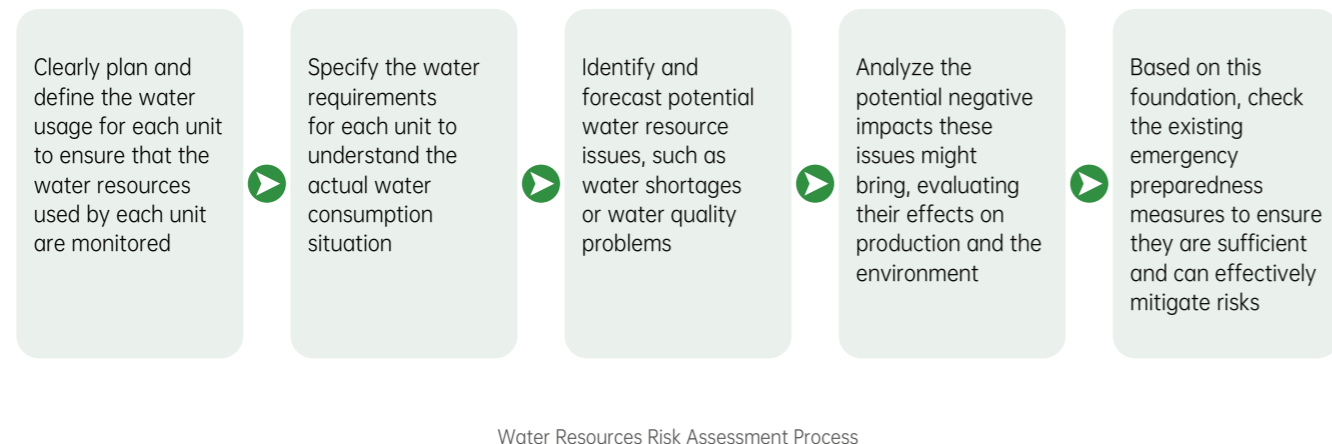 Clearly plan and
define the water
usage for each unit
to ensure that the
water resources
used by each unit
are monitored
Specify the water
requirements
for each unit to
understand the
actual water
consumption
situation
Identify and
forecast potential
water resource
issues, such as
water shortages
or water quality
problems
Analyze the
potential negative
impacts these
issues might
bring, evaluating
their effects on
production and the
environment
Based on this
foundation, check
the existing
emergency
preparedness
measures to ensure
they are sufficient
and can effectively
mitigate risks
Water Resources Risk Assessment Process